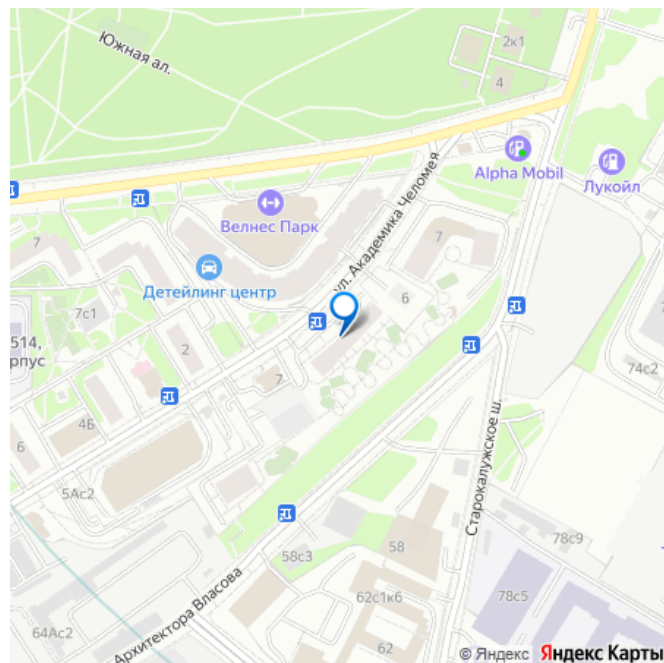 Южная ал.
2к1
4
Alpha Mobil
Лукойл
Велнес Парк
ул. Академика Челомея
7
7
Детейлинг центр
7с1
6
74с2
514,
рпус
2
7
4Б
6
5Ас2
Старокалужское ш.
58
58с3
78с9
62с1к6
78с5
Архитектора Власова
64Ас2
62
© Яндекс Яндекс Карты